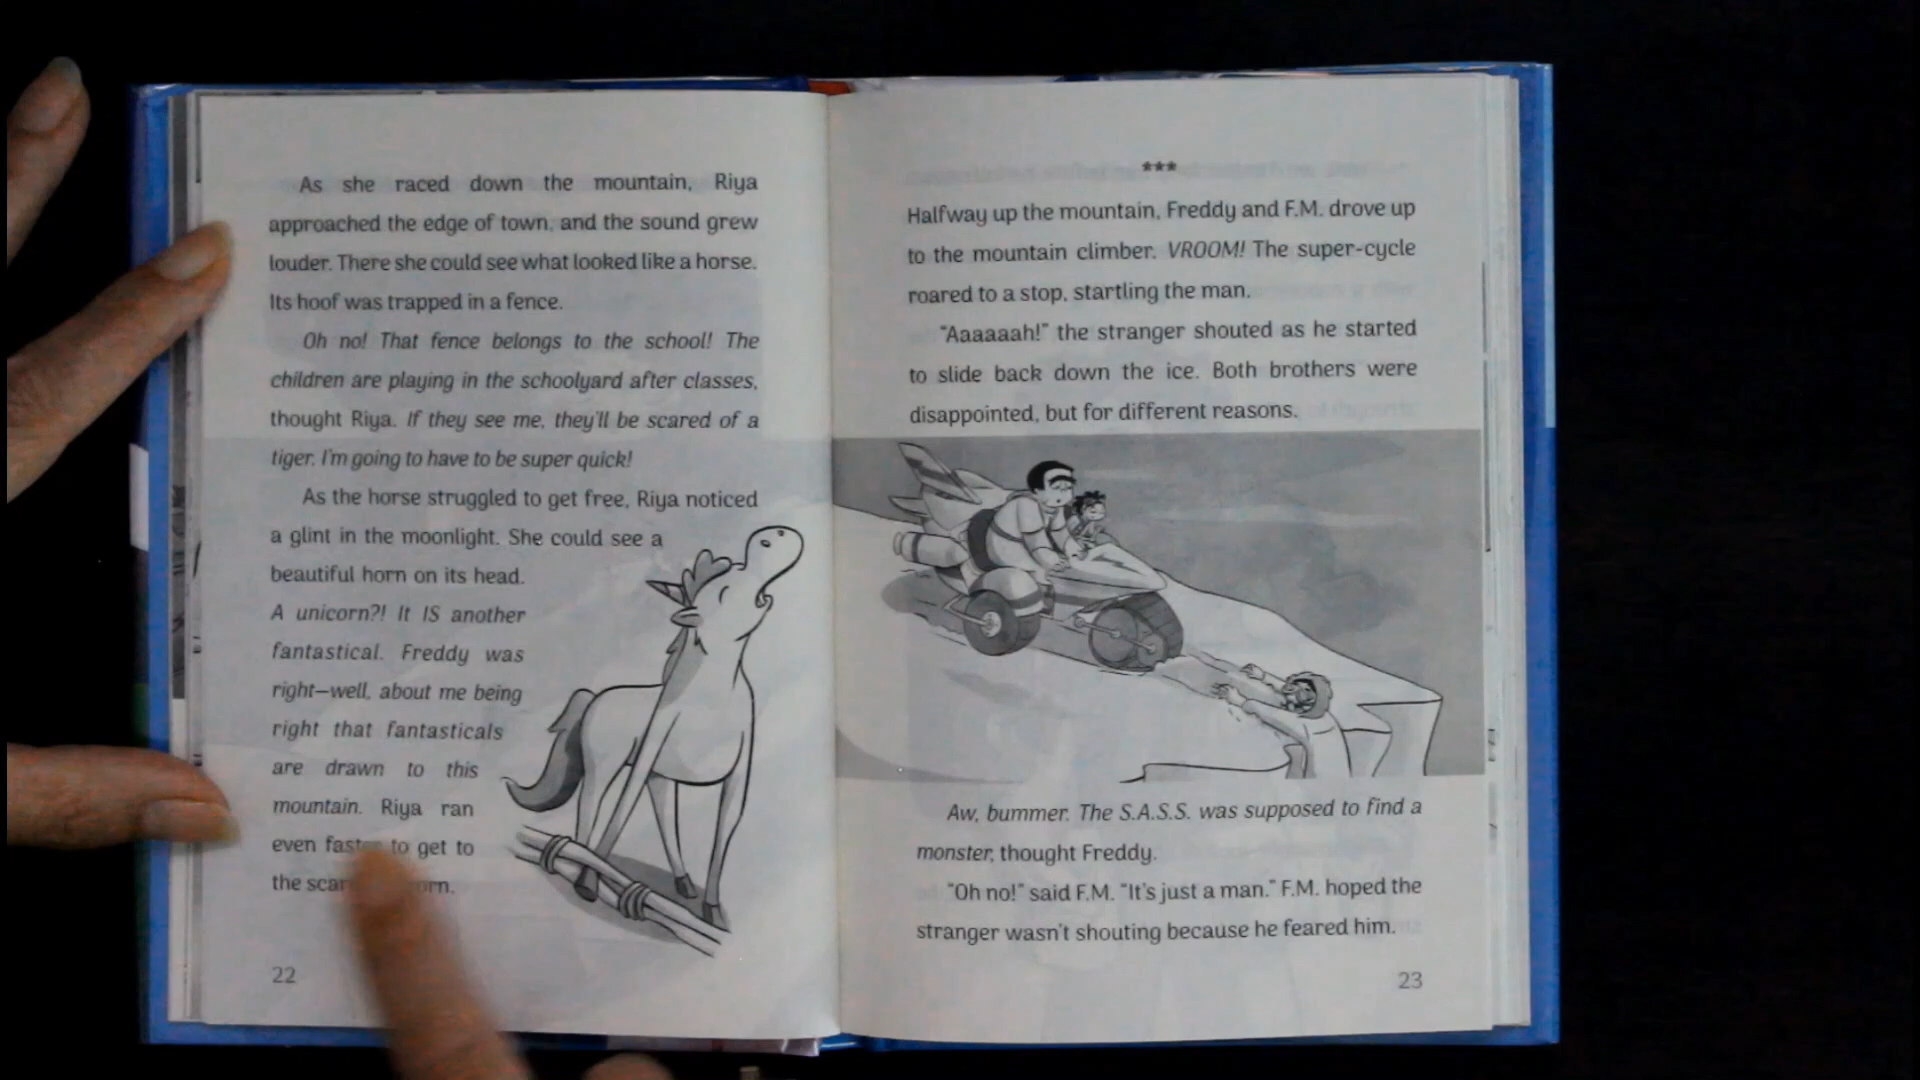 As she raced down the mountain, Riya
approached the edge of town, and the sound grew
louder. There she could see what looked like a horse.
Its hoof was trapped in a fence.
Oh no! That fence belongs to the school! The
children are playing in the schoolyard after classes,
thought Riya. If they see me, they'll be scared of a
tiger. I'm going to have to be super quick!
As the horse struggled to get free, Riya noticed
a glint in the moonlight. She could see a
beautiful horn on its head.
A unicorn?! It IS another
fantastical. Freddy was
right—well, about me being
right that fantasticals
are drawn to this
mountain. Riya ran
even faster to get to
the
22
***
Halfway up the mountain, Freddy and F.M. drove up
to the mountain climber. VROOM! The super-cycle
roared to a stop, startling the man.
"Aaaaaah!" the stranger shouted as he started
to slide back down the ice. Both brothers were
disappointed, but for different reasons.
Aw, bummer. The S.A.S.S. was supposed to find a
monster, thought Freddy.
"Oh no!" said F.M. "It's just a man." F.M. hoped the
stranger wasn't shouting because he feared him.
23